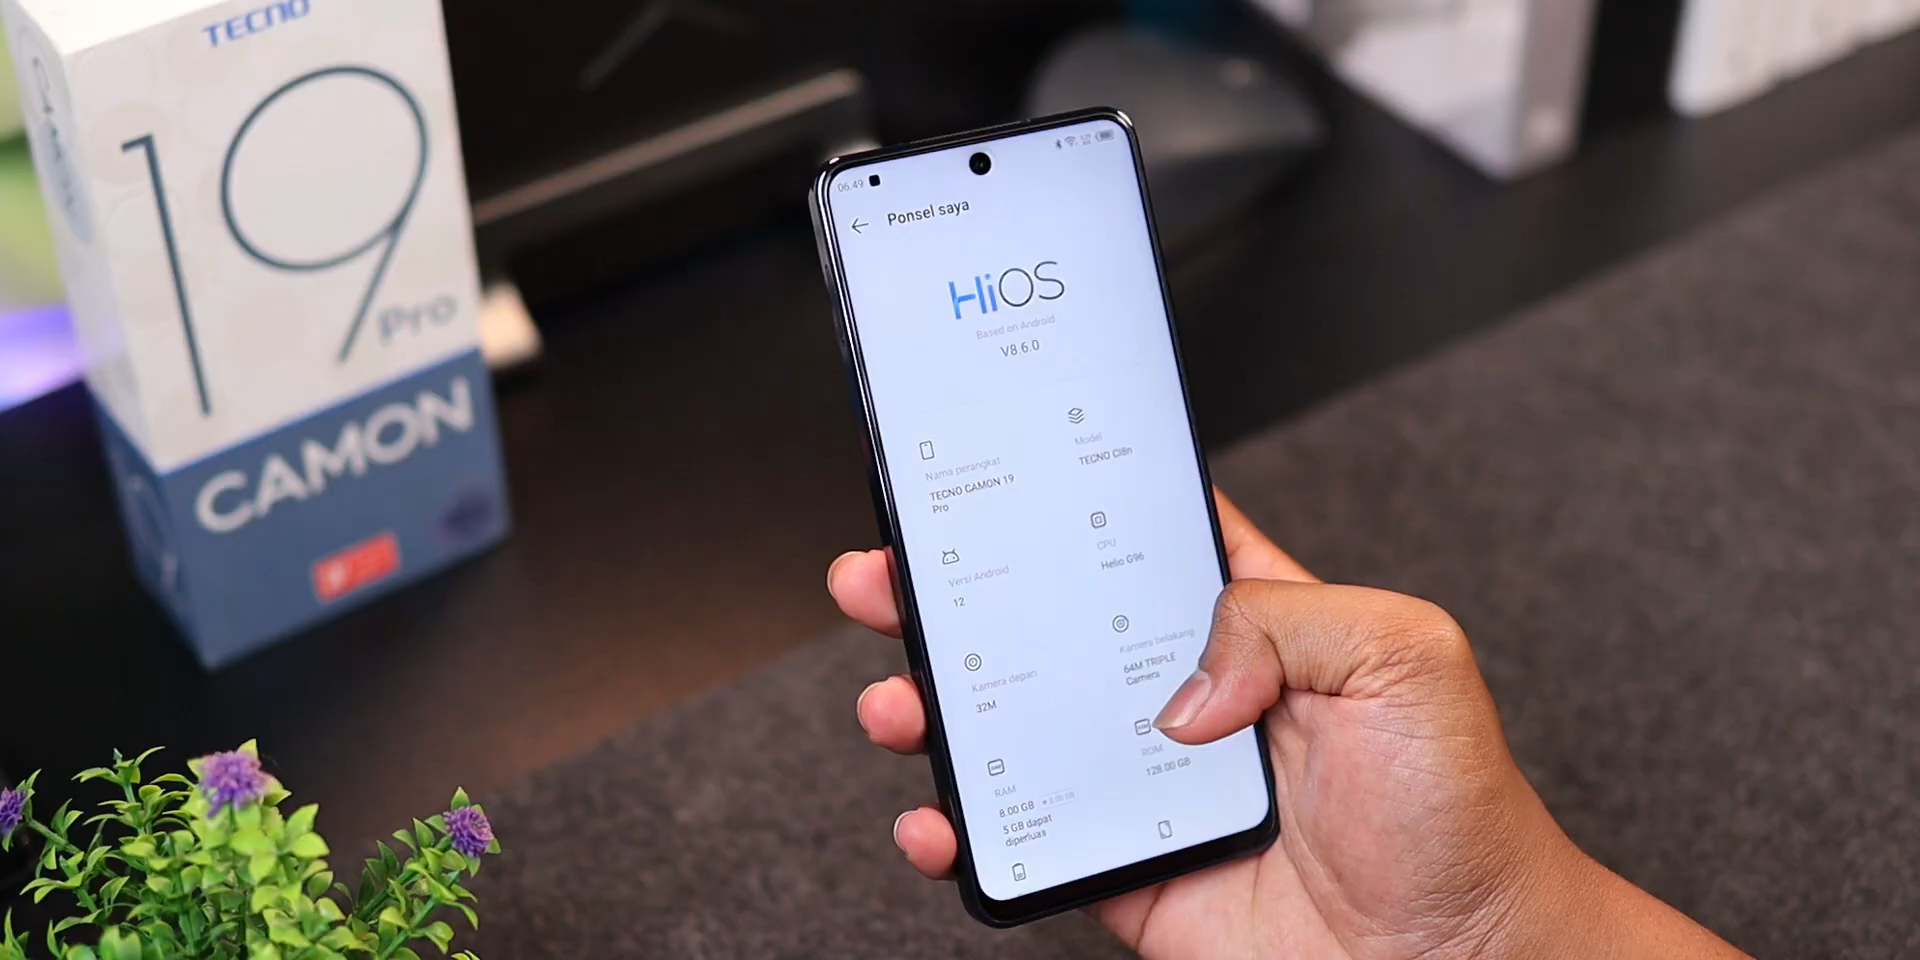 TECNO
19
Pro
CAMON
CAMON
06.49
Ponsel saya
HiOS
Based on Android
V8.6.0
Nama perangkat
TECNO CAMON 19
Pro
Model
TECNO CI8n
Versi Android
12
CPU
Helio G96
Kamera depan
32M
Kamera belakang
64M TRIPLE
Camera
RAM
8.00 GB
5 GB dapat
diperluas
ROM
128.00 GB